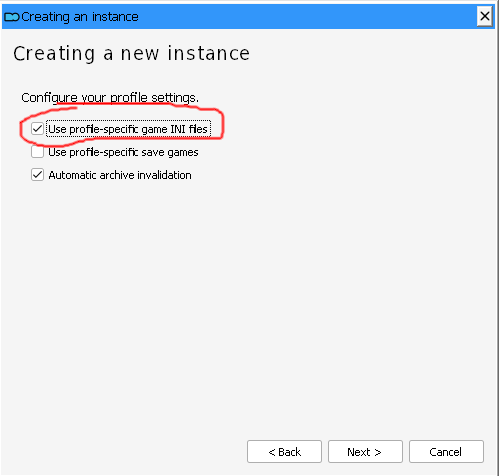 Creating an instance
Creating a new instance
Configure your profile settings.
Use profile-specific game INI files
Use profile-specific save games
Automatic archive invalidation
< Back Next > Cancel